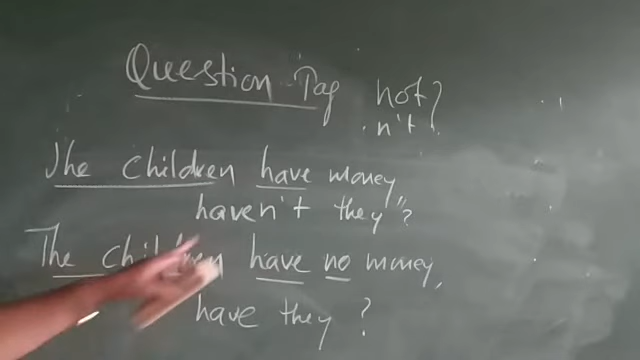 Question Tag
not?
n't
The children have money
haven't they"?
The children have no money,
have they?